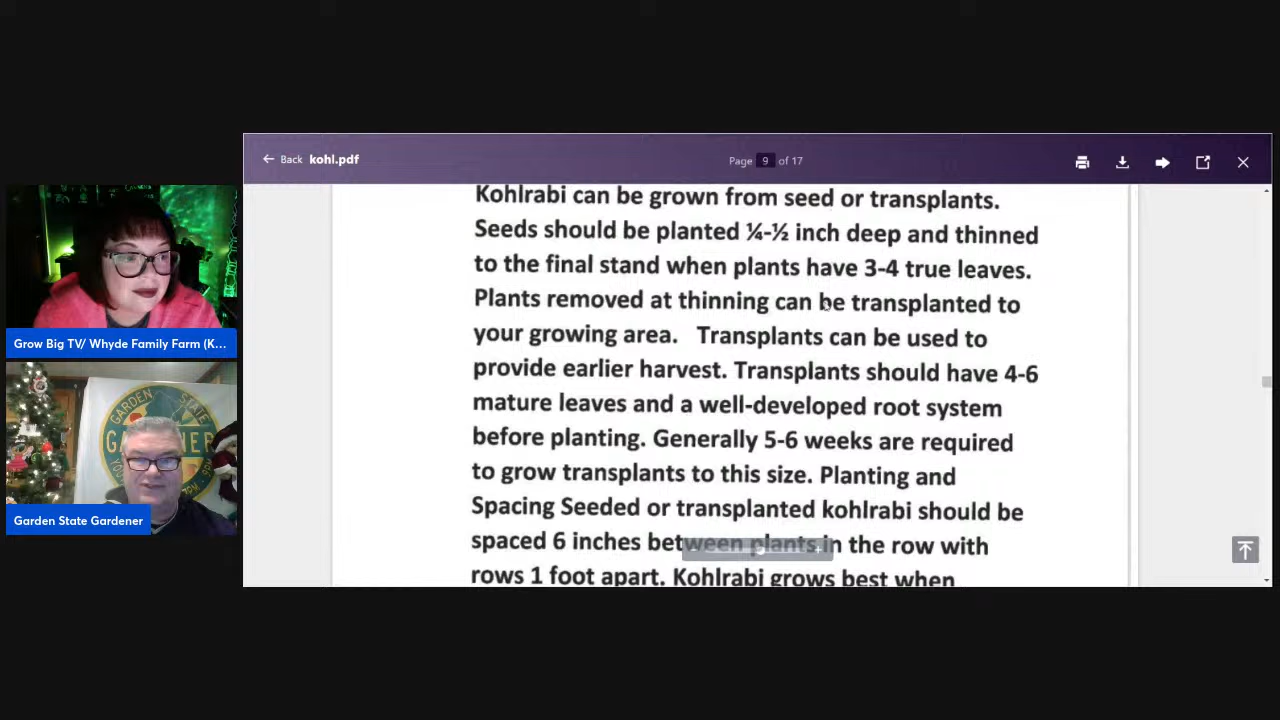 Back kohl.pdf
Page 9 of 17
Kohlrabi can be grown from seed or transplants.
Seeds should be planted ¼-½ inch deep and thinned
to the final stand when plants have 3-4 true leaves.
Plants removed at thinning can be transplanted to
your growing area. Transplants can be used to
provide earlier harvest. Transplants should have 4-6
mature leaves and a well-developed root system
before planting. Generally 5-6 weeks are required
to grow transplants to this size. Planting and
Spacing Seeded or transplanted kohlrabi should be
spaced 6 inches between plants in the row with
rows 1 foot apart. Kohlrabi grows best when
Grow Big TV/ Whyde Family Farm (K...
GARDEN STATE
GARDENER
Garden State Gardener